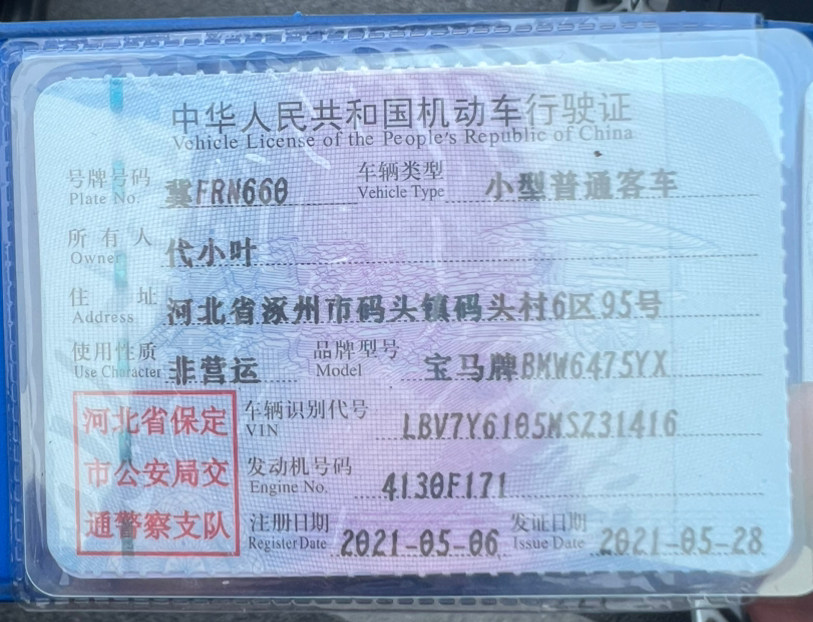 中华人民共和国机动车行驶证
Vehicle License of the People's Republic of China
号牌号码 冀FRN660 车辆类型 小型普通客车
Plate No. Vehicle Type
所有人 代小叶
Owner
住址 河北省涿州市码头镇码头村6区95号
Address
使用性质 非营运 品牌型号 宝马牌BMW6475YX
Use Character Model
河北省保定
市公安局交
通警察支队
车辆识别代号 LBV7Y6105MSZ31416
VIN
发动机号码 4130F171
Engine No.
注册日期 2021-05-06 发证日期 2021-05-28
Register Date Issue Date